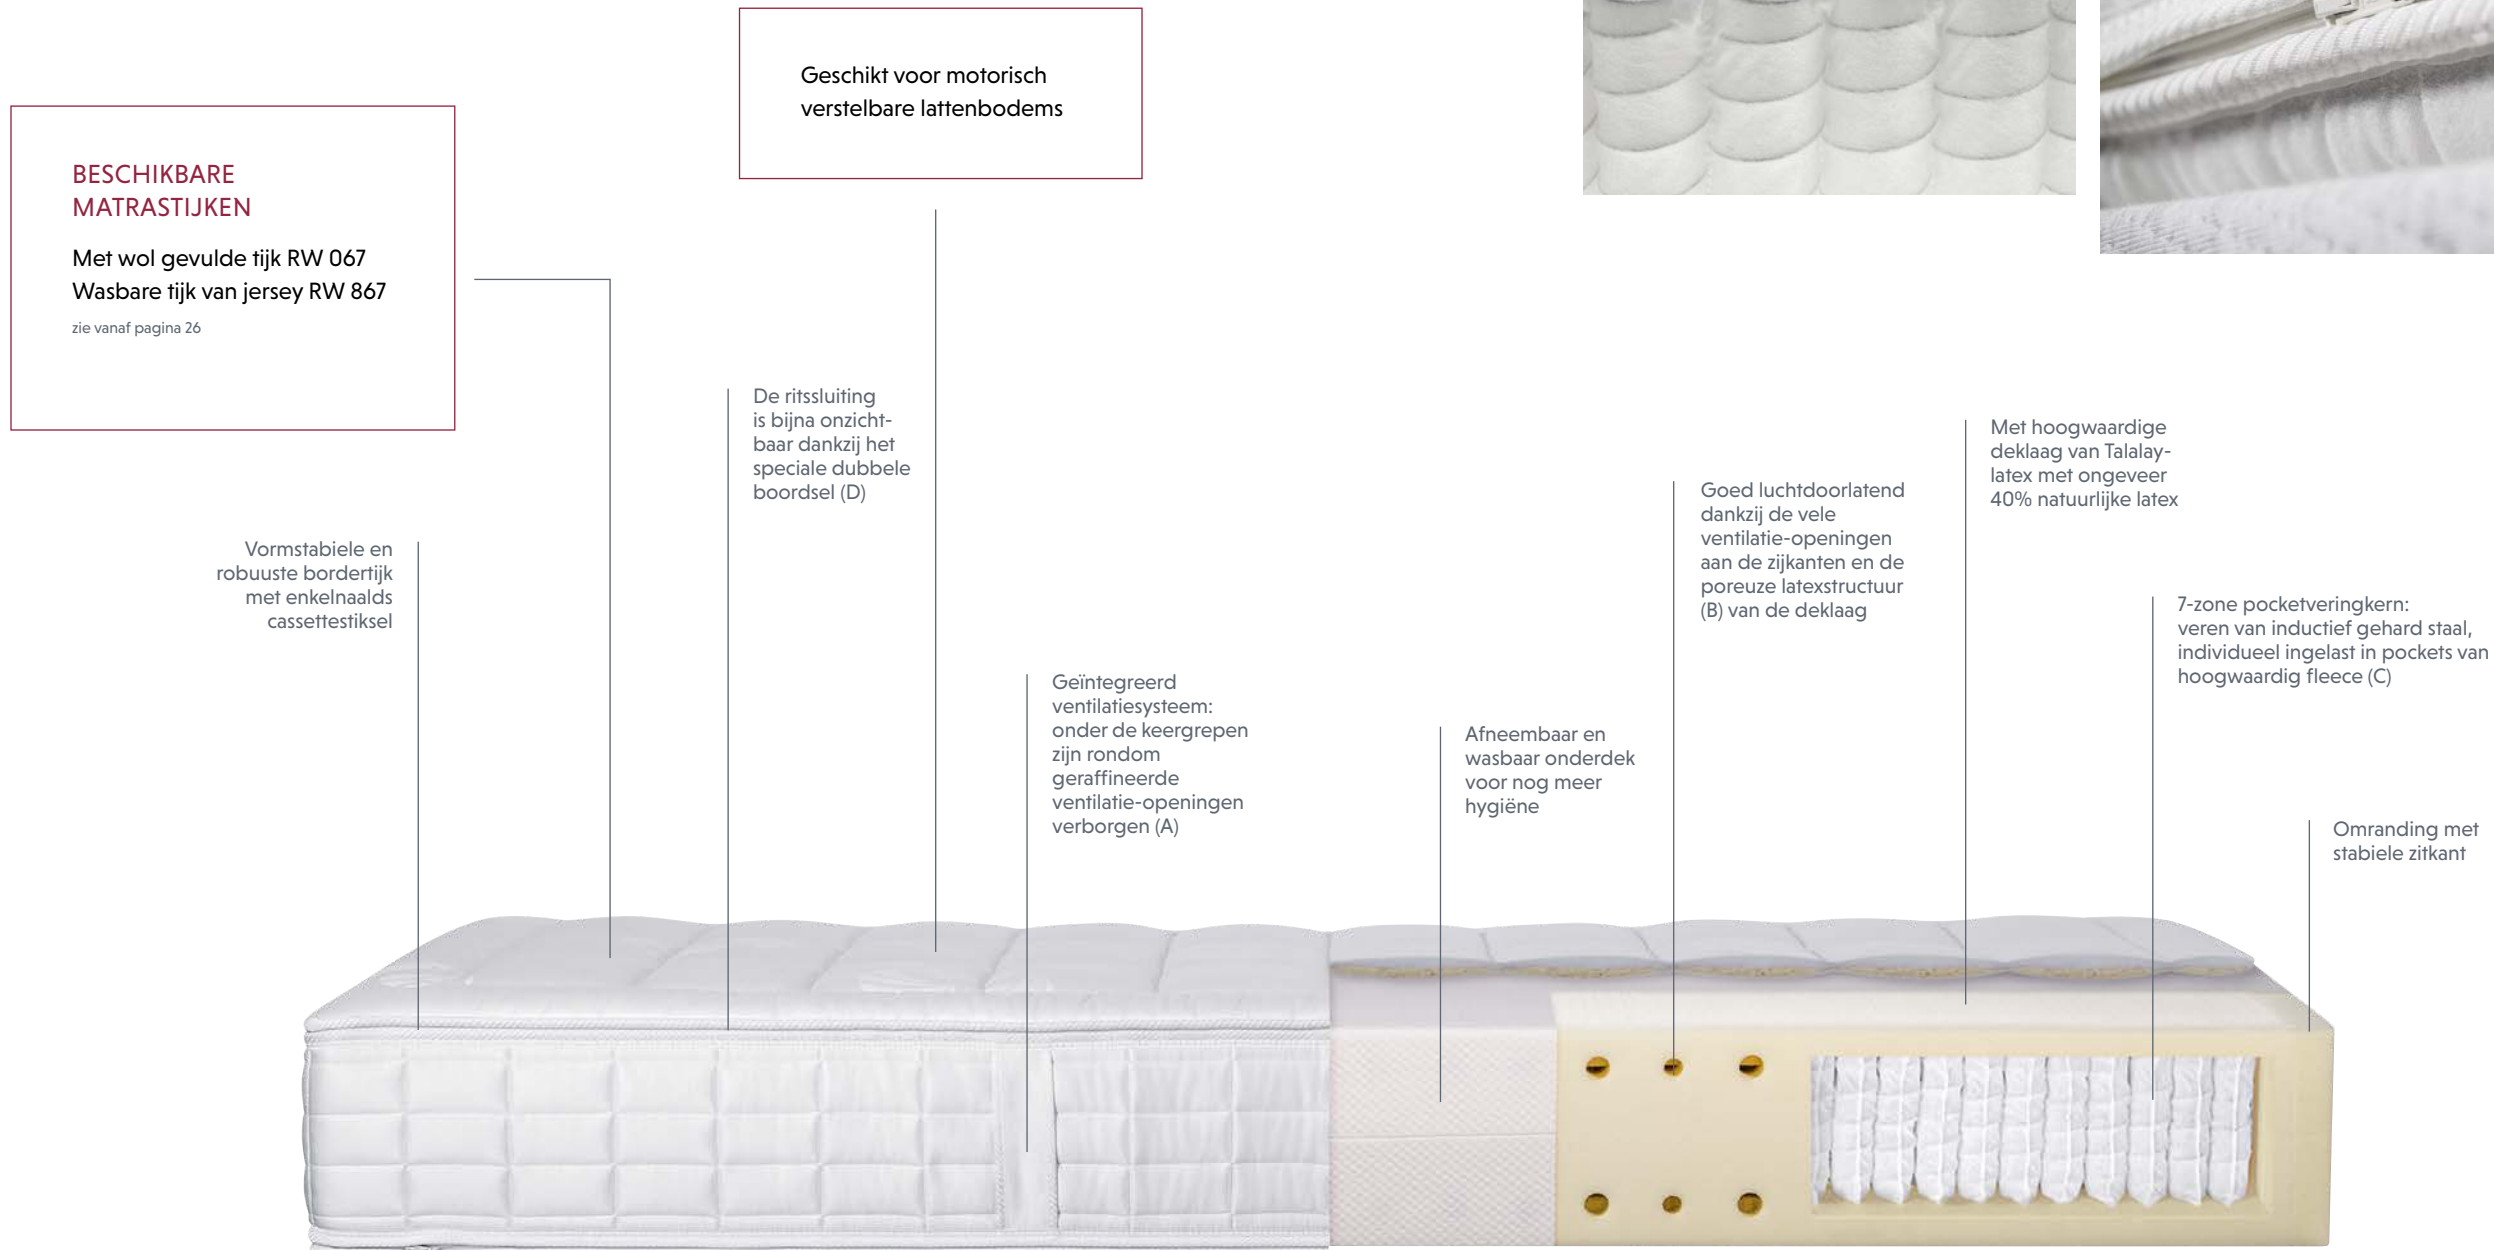 Geschikt voor motorisch
verstelbare lattenbodems
BESCHIKBARE
MATRASTIJKEN
Met wol gevulde tijk RW 067
Wasbare tijk van jersey RW 867
zie vanaf pagina 26
De ritssluiting
is bijna onzicht-
baar dankzij het
speciale dubbele
boordsel (D)
Vormstabiele en
robuuste bordertijk
met enkelnaalds
cassettestiksel
Geïntegreerd
ventilatiesysteem:
onder de keergrepen
zijn rondom
geraffineerde
ventilatie-openingen
verborgen (A)
Afneembaar en
wasbaar onderdek
voor nog meer
hygiëne
Goed luchtdoorlatend
dankzij de vele
ventilatie-openingen
aan de zijkanten en de
poreuze latexstructuur
(B) van de deklaag
Met hoogwaardige
deklaag van Talalay-
latex met ongeveer
40% natuurlijke latex
7-zone pocketveringkern:
veren van inductief gehard staal,
individueel ingelast in pockets van
hoogwaardig fleece (C)
Omranding met
stabiele zitkant